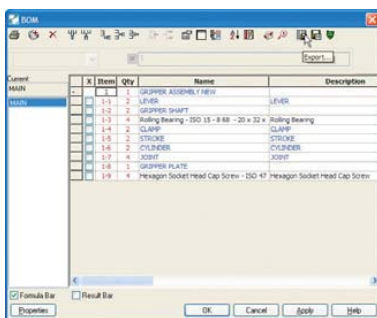 BOM
1
Export...
Current:
MAIN
MAIN
X Item Qty Name Description
1 1 GRIPPER ASSEMBLY NEW
1-1 2 LEVER LEVER
1-2 2 GRIPPER SHAFT
1-3 4 Rolling Bearing - ISO 15 - 8 68 - 20 x 32 x Rolling Bearing
1-4 2 CLAMP CLAMP
1-5 2 STROKE STROKE
1-6 2 CYLINDER CYLINDER
1-7 4 JOINT JOINT
1-8 1 GRIPPER PLATE
1-9 4 Hexagon Socket Head Cap Screw - ISO 47 Hexagon Socket Head Cap Screw
Formula Bar Result Bar
Properties OK Cancel Apply Help